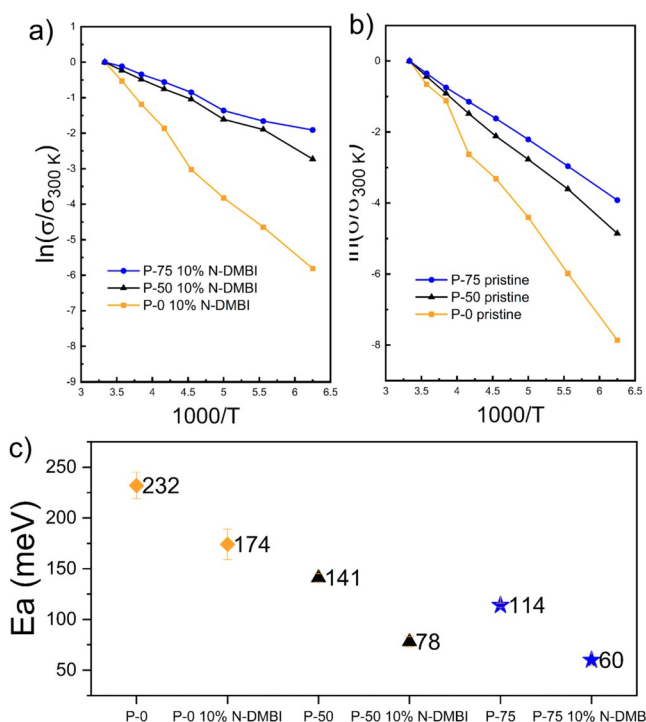 a)
b)
1
0
-1
-2
-3
-4
-5
-6
-7
-8
-9
ln(σ/σ300 K)
P-75 10% N-DMBI
P-50 10% N-DMBI
P-0 10% N-DMBI
3 3.5 4 4.5 5 5.5 6 6.5
1000/T
0
-2
-4
-6
-8
ln(σ/σ300 K)
P-75 pristine
P-50 pristine
P-0 pristine
3 3.5 4 4.5 5 5.5 6 6.5
1000/T
c)
250
200
150
100
50
Ea (meV)
232
174
141
78
114
60
P-0 P-0 10% N-DMBI P-50 P-50 10% N-DMBI P-75 P-75 10% N-DMB